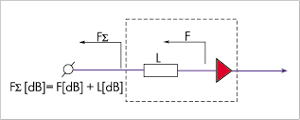 FΣ
F
L
FΣ [dB] = F[dB] + L[dB]